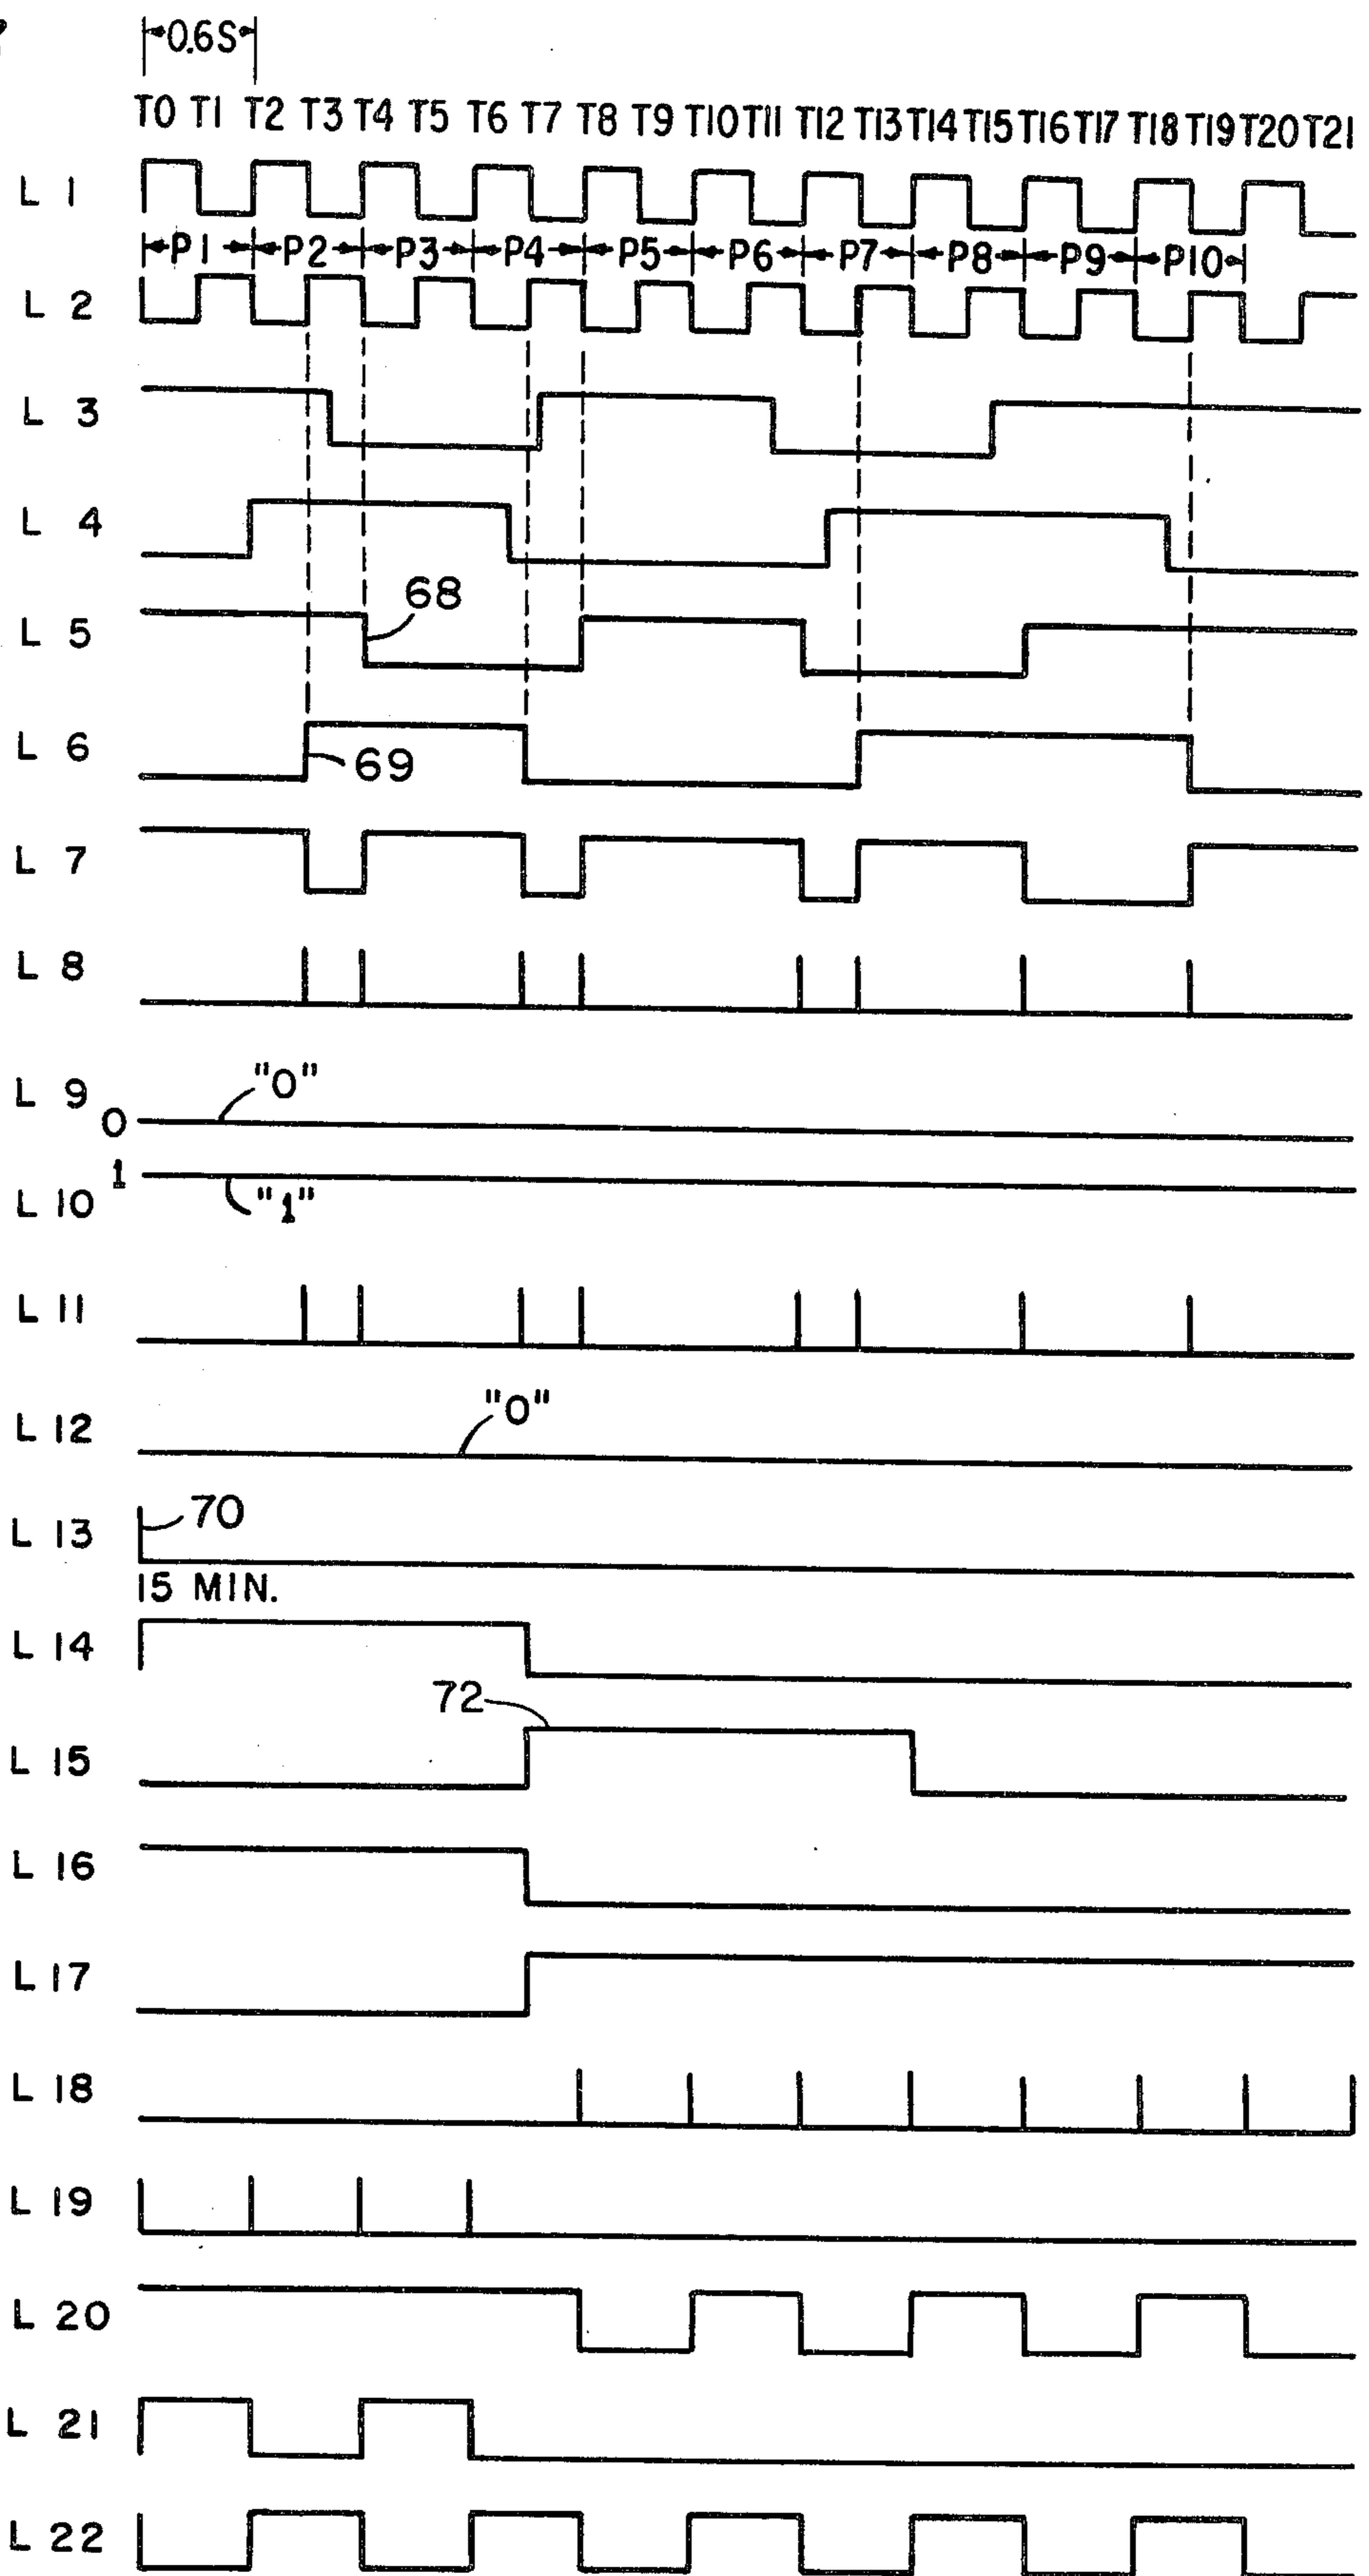 0.6S
T0 T1 T2 T3 T4 T5 T6 T7 T8 T9 T10 T11 T12 T13 T14 T15 T16 T17 T18 T19 T20 T21
L 1
P1 P2 P3 P4 P5 P6 P7 P8 P9 P10
L 2
L 3
L 4
68
L 5
L 6
69
L 7
L 8
L 9
"0"
0
1
L 10
"1"
L 11
L 12
"0"
L 13
70
15 MIN.
L 14
72
L 15
L 16
L 17
L 18
L 19
L 20
L 21
L 22